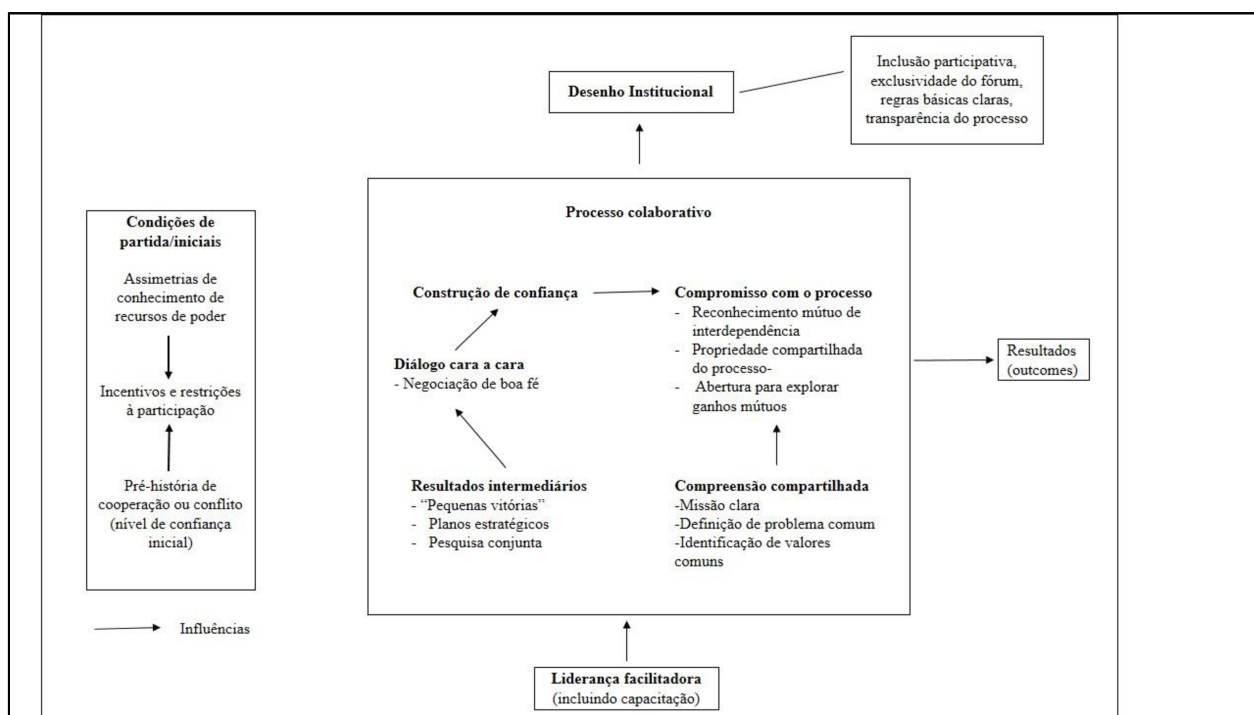 Inclusão participativa,
exclusividade do fórum,
regras básicas claras,
transparência do processo
Desenho Institucional
Condições de
partida/iniciais
Assimetrias de
conhecimento de
recursos de poder
Incentivos e restrições
à participação
Pré-história de
cooperação ou conflito
(nível de confiança
inicial)
Influências
Processo colaborativo
Construção de confiança
Diálogo cara a cara
- Negociação de boa fé
Resultados intermediários
- “Pequenas vitórias”
- Planos estratégicos
- Pesquisa conjunta
Compromisso com o processo
- Reconhecimento mútuo de
interdependência
- Propriedade compartilhada
do processo-
- Abertura para explorar
ganhos mútuos
Compreensão compartilhada
-Missão clara
-Definição de problema comum
-Identificação de valores
comuns
Resultados
(outcomes)
Liderança facilitadora
(incluindo capacitação)